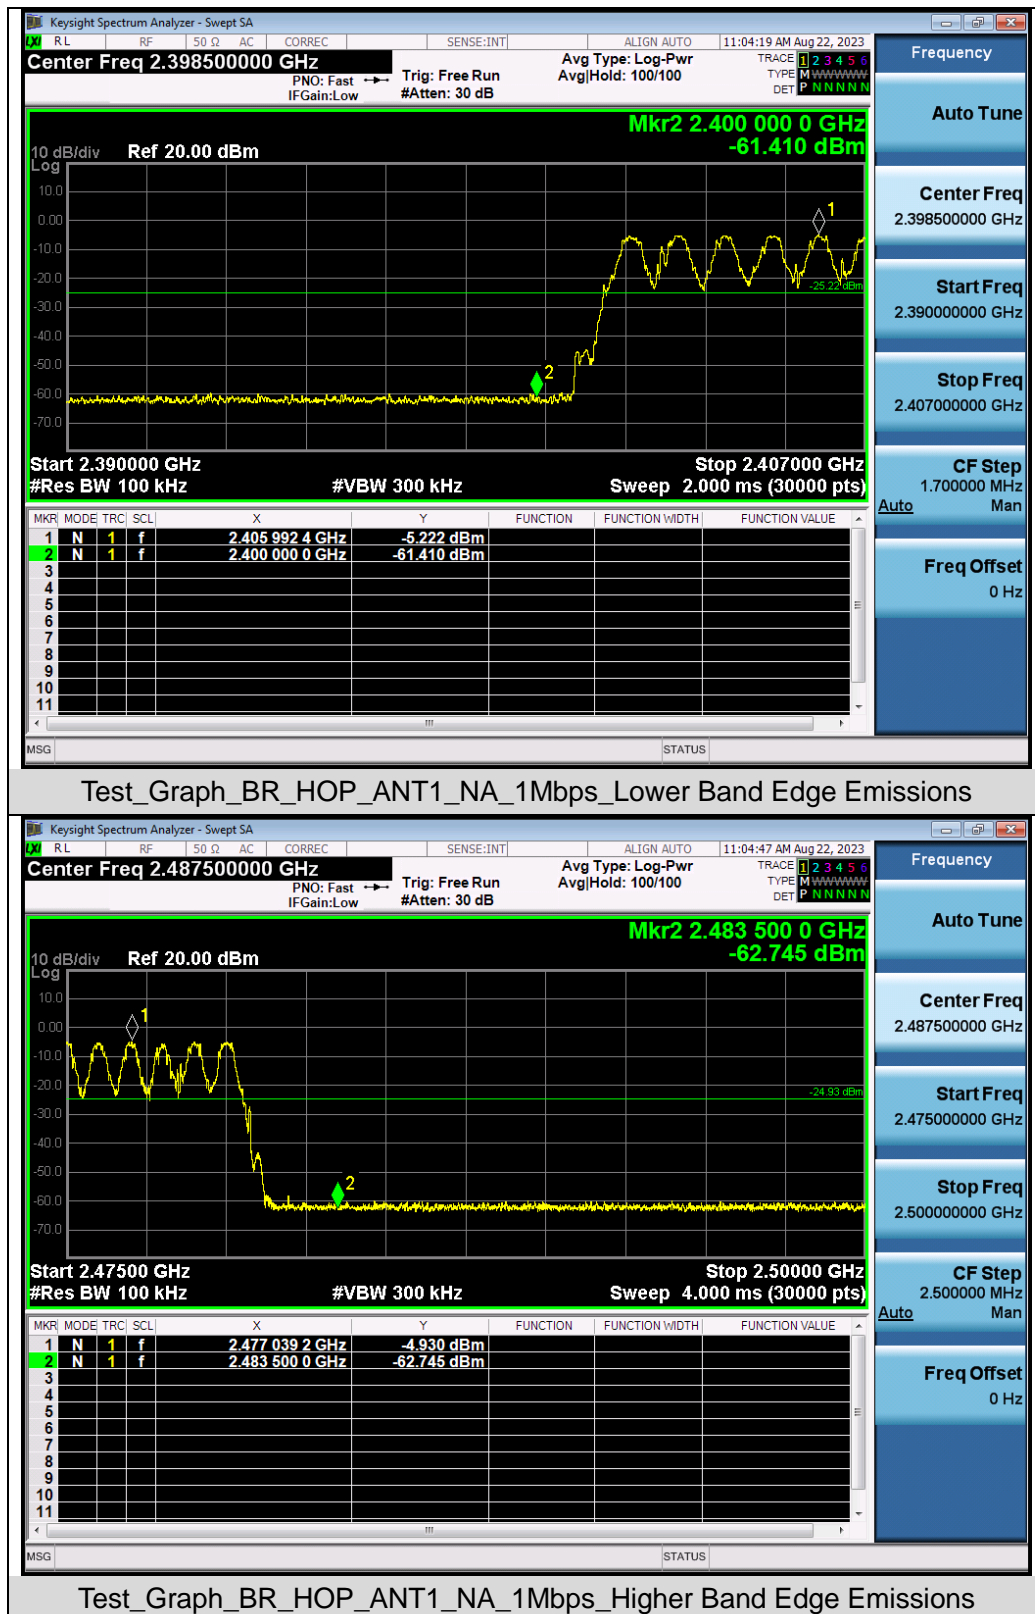 Keysight Spectrum Analyzer - Swept SA
LXI RL RF 50 Ω AC CORREC SENSE:INT ALIGN AUTO 11:04:19 AM Aug 22, 2023
Center Freq 2.398500000 GHz
PNO: Fast
IFGain:Low
Trig: Free Run
#Atten: 30 dB
Avg Type: Log-Pwr
Avg|Hold: 100/100
TRACE 1 2 3 4 5 6
TYPE M WWWWW
DET P N N N N N
Mkr2 2.400 000 0 GHz
-61.410 dBm
10 dB/div Ref 20.00 dBm
Log
10.0
0.00
-10.0
-20.0
-30.0
-40.0
-50.0
-60.0
-70.0
1
2
-25.22 dBm
Start 2.390000 GHz Stop 2.407000 GHz
#Res BW 100 kHz #VBW 300 kHz Sweep 2.000 ms (30000 pts)
MKR MODE TRC SCL X Y FUNCTION FUNCTION WIDTH FUNCTION VALUE
1 N 1 f 2.405 992 4 GHz -5.222 dBm
2 N 1 f 2.400 000 0 GHz -61.410 dBm
3
4
5
6
7
8
9
10
11
MSG STATUS
Frequency
Auto Tune
Center Freq
2.398500000 GHz
Start Freq
2.390000000 GHz
Stop Freq
2.407000000 GHz
CF Step
1.700000 MHz
Auto Man
Freq Offset
0 Hz
Test_Graph_BR_HOP_ANT1_NA_1Mbps_Lower Band Edge Emissions
Keysight Spectrum Analyzer - Swept SA
LXI RL RF 50 Ω AC CORREC SENSE:INT ALIGN AUTO 11:04:47 AM Aug 22, 2023
Center Freq 2.487500000 GHz
PNO: Fast
IFGain:Low
Trig: Free Run
#Atten: 30 dB
Avg Type: Log-Pwr
Avg|Hold: 100/100
TRACE 1 2 3 4 5 6
TYPE M WWWWW
DET P N N N N N
Mkr2 2.483 500 0 GHz
-62.745 dBm
10 dB/div Ref 20.00 dBm
Log
10.0
0.00
-10.0
-20.0
-30.0
-40.0
-50.0
-60.0
-70.0
1
2
-24.93 dBm
Start 2.47500 GHz Stop 2.50000 GHz
#Res BW 100 kHz #VBW 300 kHz Sweep 4.000 ms (30000 pts)
MKR MODE TRC SCL X Y FUNCTION FUNCTION WIDTH FUNCTION VALUE
1 N 1 f 2.477 039 2 GHz -4.930 dBm
2 N 1 f 2.483 500 0 GHz -62.745 dBm
3
4
5
6
7
8
9
10
11
MSG STATUS
Frequency
Auto Tune
Center Freq
2.487500000 GHz
Start Freq
2.475000000 GHz
Stop Freq
2.500000000 GHz
CF Step
2.500000 MHz
Auto Man
Freq Offset
0 Hz
Test_Graph_BR_HOP_ANT1_NA_1Mbps_Higher Band Edge Emissions